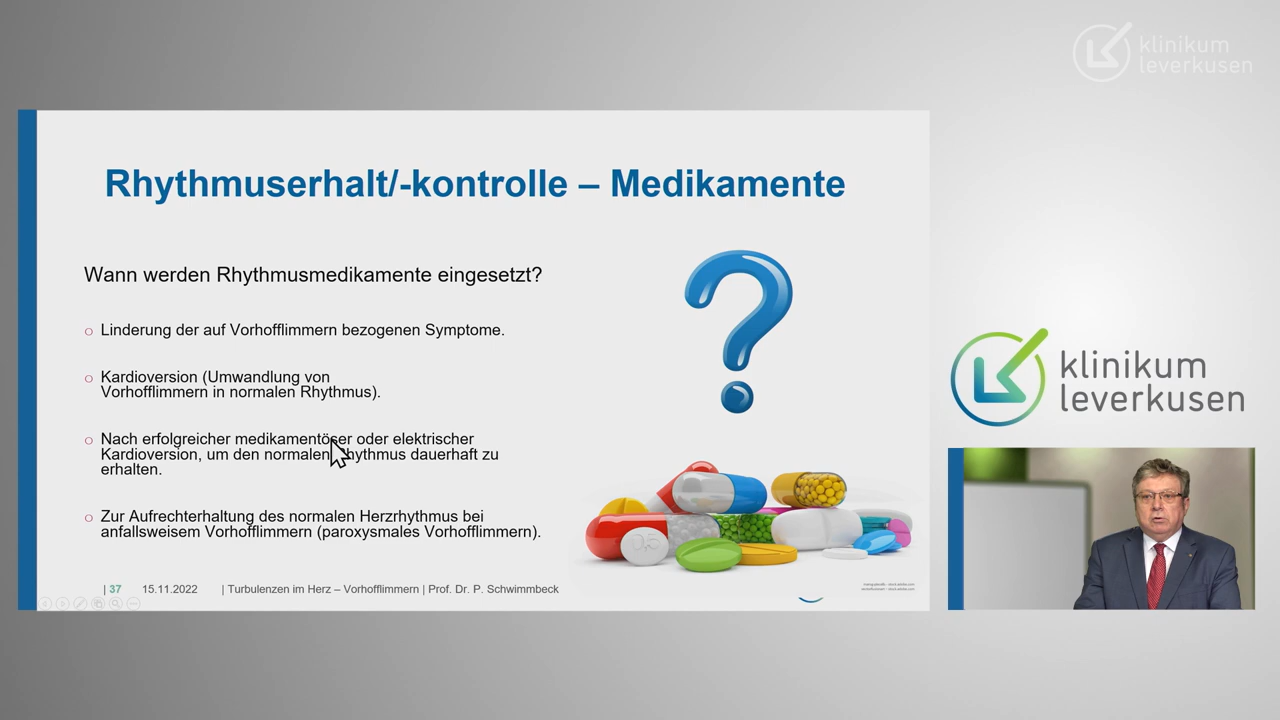 klinikum
leverkusen
Rhythmuserhalt/-kontrolle – Medikamente
Wann werden Rhythmusmedikamente eingesetzt?
o Linderung der auf Vorhofflimmern bezogenen Symptome.
o Kardioversion (Umwandlung von
Vorhofflimmern in normalen Rhythmus).
o Nach erfolgreicher medikamentöser oder elektrischer
Kardioversion, um den normalen Rhythmus dauerhaft zu
erhalten.
o Zur Aufrechterhaltung des normalen Herzrhythmus bei
anfallsweisem Vorhofflimmern (paroxysmales Vorhofflimmern).
0.5
| 37 15.11.2022 | Turbulenzen im Herz – Vorhofflimmern | Prof. Dr. P. Schwimmbeck
klinikum
leverkusen